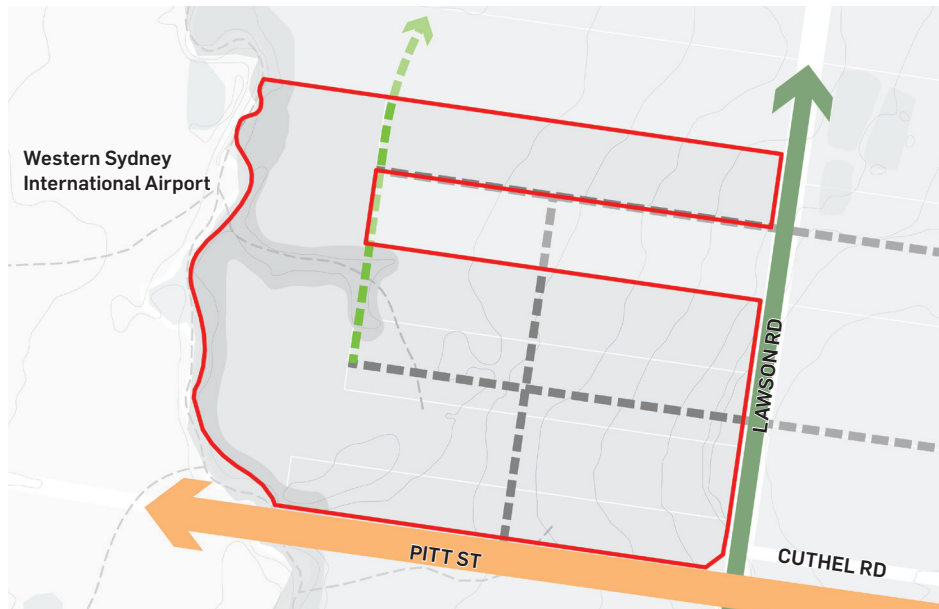 Western Sydney
International Airport
LAWSON RD
PITT ST
CUTHEL RD